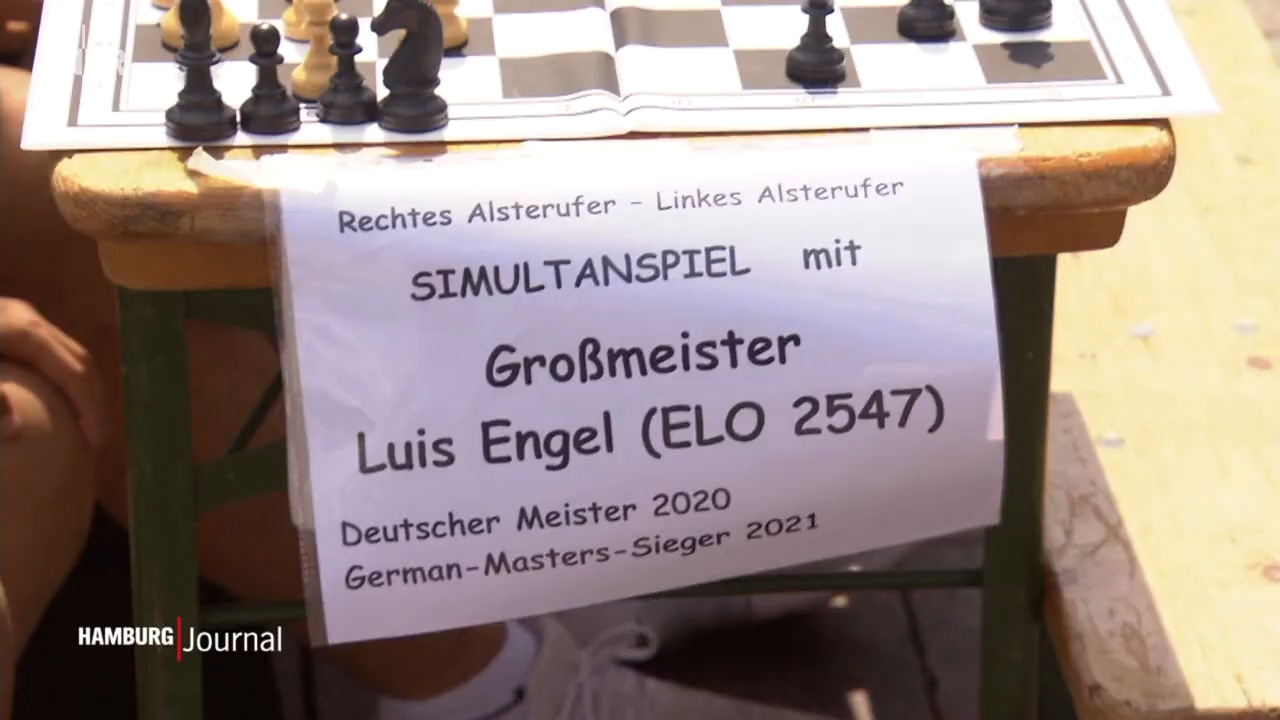 Rechtes Alsterufer - Linkes Alsterufer
SIMULTANSPIEL mit
Großmeister
Luis Engel (ELO 2547)
Deutscher Meister 2020
German-Masters-Sieger 2021
HAMBURG Journal